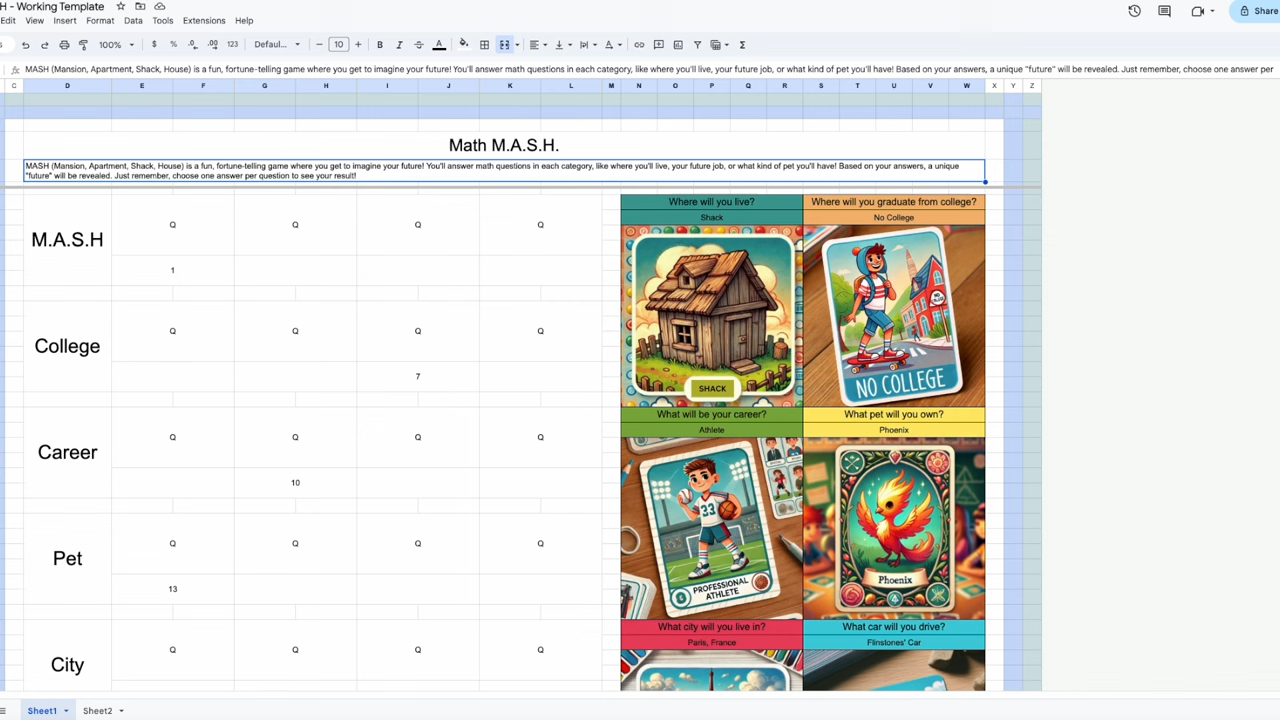 H - Working Template
Edit View Insert Format Data Tools Extensions Help
Share
100% $ % .0 .00 123 Defaul... 10 B I S A Σ
fx MASH (Mansion, Apartment, Shack, House) is a fun, fortune-telling game where you get to imagine your future! You'll answer math questions in each category, like where you'll live, your future job, or what kind of pet you'll have! Based on your answers, a unique "future" will be revealed. Just remember, choose one answer per
C D E F G H I J K L M N O P Q R S T U V W X Y Z
Math M.A.S.H.
MASH (Mansion, Apartment, Shack, House) is a fun, fortune-telling game where you get to imagine your future! You'll answer math questions in each category, like where you'll live, your future job, or what kind of pet you'll have! Based on your answers, a unique
"future" will be revealed. Just remember, choose one answer per question to see your result!
M.A.S.H
Q Q Q Q
1
College
Q Q Q Q
7
Career
Q Q Q Q
10
Pet
Q Q Q Q
13
City
Q Q Q Q
Where will you live?
Shack
SHACK
Where will you graduate from college?
No College
NO COLLEGE
What will be your career?
Athlete
33
PROFESSIONAL
ATHLETE
What pet will you own?
Phoenix
Phoenix
What city will you live in?
Paris, France
What car will you drive?
Flinstones' Car
Sheet1 Sheet2